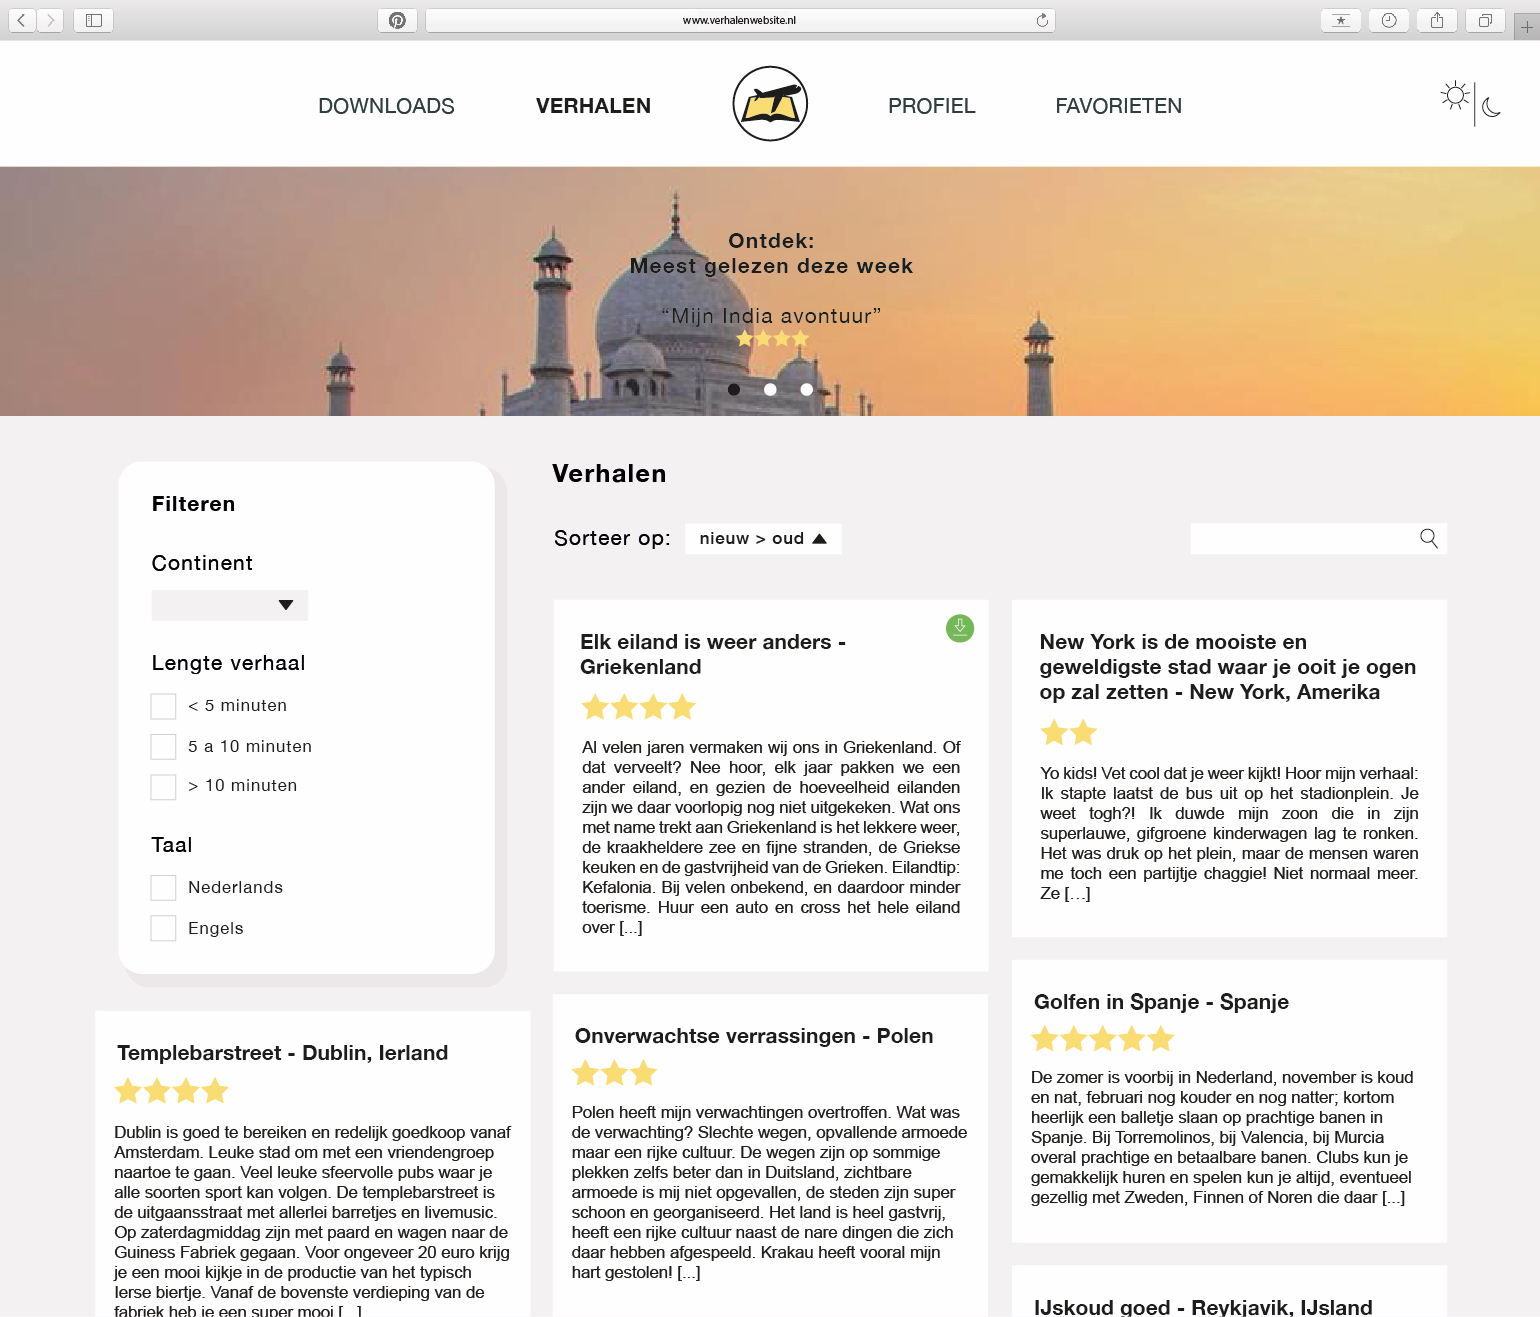 www.verhalenwebsite.nl
DOWNLOADS
VERHALEN
PROFIEL
FAVORIETEN
Ontdek:
Meest gelezen deze week
“Mijn India avontuur”
Filteren
Continent
Lengte verhaal
< 5 minuten
5 a 10 minuten
> 10 minuten
Taal
Nederlands
Engels
Verhalen
Sorteer op:
nieuw > oud
Elk eiland is weer anders -
Griekenland
Al velen jaren vermaken wij ons in Griekenland. Of
dat verveelt? Nee hoor, elk jaar pakken we een
ander eiland, en gezien de hoeveelheid eilanden
zijn we daar voorlopig nog niet uitgekeken. Wat ons
met name trekt aan Griekenland is het lekkere weer,
de kraakheldere zee en fijne stranden, de Griekse
keuken en de gastvrijheid van de Grieken. Eilandtip:
Kefalonia. Bij velen onbekend, en daardoor minder
toerisme. Huur een auto en cross het hele eiland
over [...]
New York is de mooiste en
geweldigste stad waar je ooit je ogen
op zal zetten - New York, Amerika
Yo kids! Vet cool dat je weer kijkt! Hoor mijn verhaal:
Ik stapte laatst de bus uit op het stadionplein. Je
weet togh?! Ik duwde mijn zoon die in zijn
superlauwe, gifgroene kinderwagen lag te ronken.
Het was druk op het plein, maar de mensen waren
me toch een partijtje chaggie! Niet normaal meer.
Ze […]
Templebarstreet - Dublin, Ierland
Dublin is goed te bereiken en redelijk goedkoop vanaf
Amsterdam. Leuke stad om met een vriendengroep
naartoe te gaan. Veel leuke sfeervolle pubs waar je
alle soorten sport kan volgen. De templebarstreet is
de uitgaansstraat met allerlei barretjes en livemusic.
Op zaterdagmiddag zijn met paard en wagen naar de
Guiness Fabriek gegaan. Voor ongeveer 20 euro krijg
je een mooi kijkje in de productie van het typisch
Ierse biertje. Vanaf de bovenste verdieping van de
fabriek heb je een super mooi [...]
Onverwachtse verrassingen - Polen
Polen heeft mijn verwachtingen overtroffen. Wat was
de verwachting? Slechte wegen, opvallende armoede
maar een rijke cultuur. De wegen zijn op sommige
plekken zelfs beter dan in Duitsland, zichtbare
armoede is mij niet opgevallen, de steden zijn super
schoon en georganiseerd. Het land is heel gastvrij,
heeft een rijke cultuur naast de nare dingen die zich
daar hebben afgespeeld. Krakau heeft vooral mijn
hart gestolen! [...]
Golfen in Spanje - Spanje
De zomer is voorbij in Nederland, november is koud
en nat, februari nog kouder en nog natter; kortom
heerlijk een balletje slaan op prachtige banen in
Spanje. Bij Torremolinos, bij Valencia, bij Murcia
overal prachtige en betaalbare banen. Clubs kun je
gemakkelijk huren en spelen kun je altijd, eventueel
gezellig met Zweden, Finnen of Noren die daar [...]
IJskoud goed - Reykjavik, IJsland